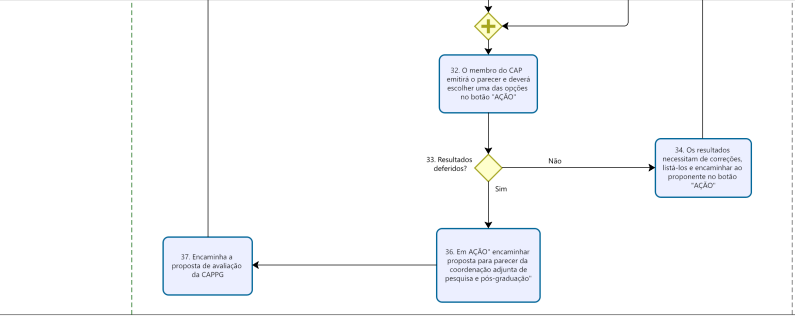 32. O membro do CAP
emitirá o parecer e deverá
escolher uma das opções
no botão "AÇÃO"
33. Resultados
deferidos?
Não
Sim
34. Os resultados
necessitam de correções,
listá-los e encaminhar ao
proponente no botão
"AÇÃO"
36. Em AÇÃO" encaminhar
proposta para parecer da
coordenação adjunta de
pesquisa e pós-graduação"
37. Encaminha a
proposta de avaliação
da CAPPG